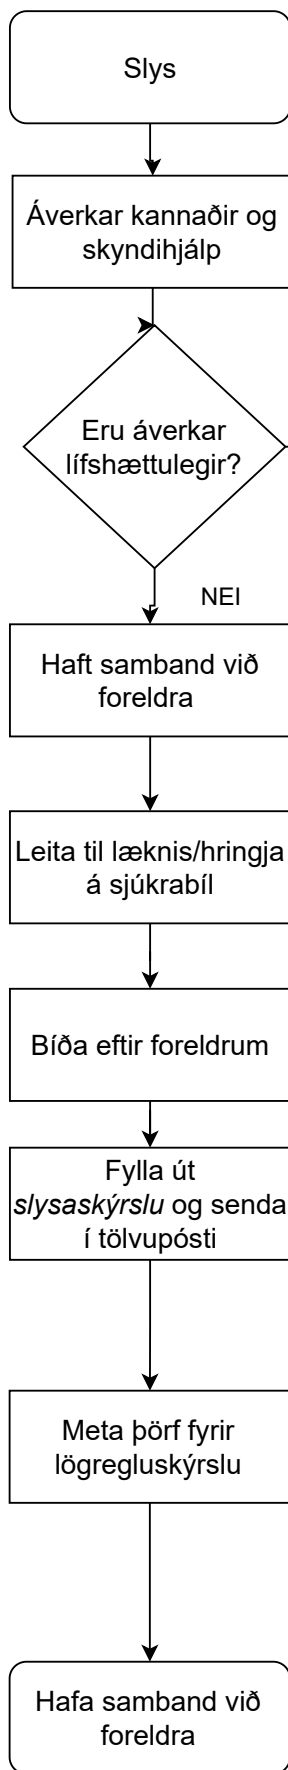 Slys
Áverkar kannaðir og
skyndihjálp
Eru áverkar
lífshættulegir?
NEI
Haft samband við
foreldra
Leita til læknis/hringja
á sjúkrabíl
Bíða eftir foreldrum
Fylla út
slysaskýrslu og senda
í tölvupósti
Meta þörf fyrir
lögregluskýrslu
Hafa samband við
foreldra